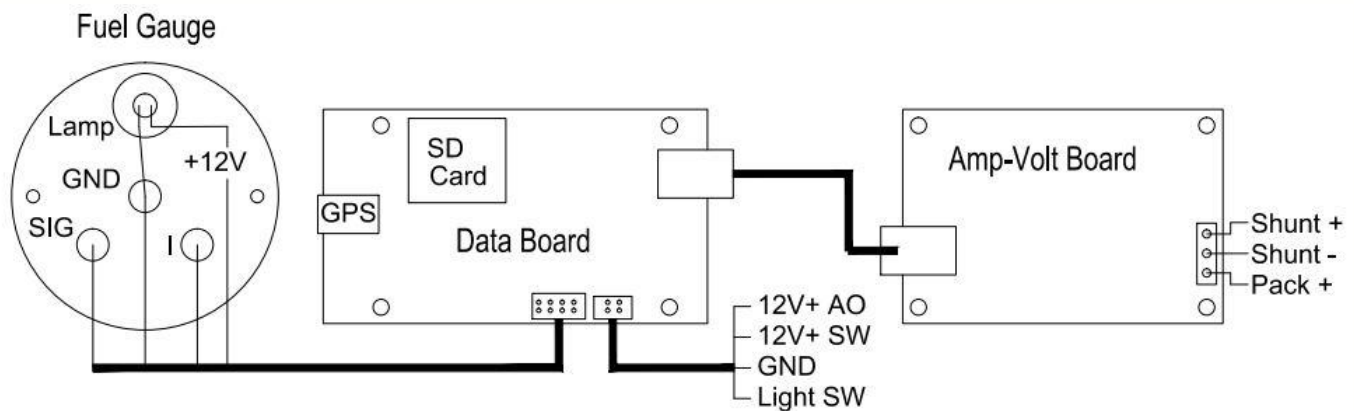 Fuel Gauge
Lamp
+12V
GND
SIG
I
SD
Card
GPS
Data Board
12V+ AO
12V+ SW
GND
Light SW
Amp-Volt Board
Shunt +
Shunt -
Pack +